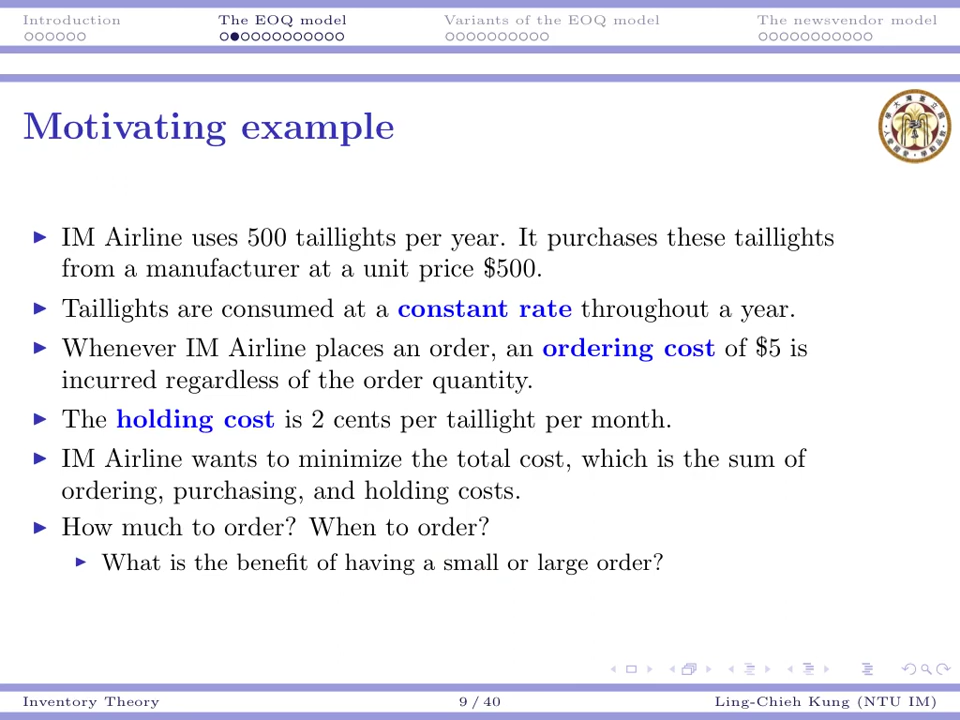 Introduction
The EOQ model
Variants of the EOQ model
The newsvendor model
Motivating example
IM Airline uses 500 taillights per year. It purchases these taillights
from a manufacturer at a unit price $500.
Taillights are consumed at a constant rate throughout a year.
Whenever IM Airline places an order, an ordering cost of $5 is
incurred regardless of the order quantity.
The holding cost is 2 cents per taillight per month.
IM Airline wants to minimize the total cost, which is the sum of
ordering, purchasing, and holding costs.
How much to order? When to order?
What is the benefit of having a small or large order?
Inventory Theory
9 / 40
Ling-Chieh Kung (NTU IM)